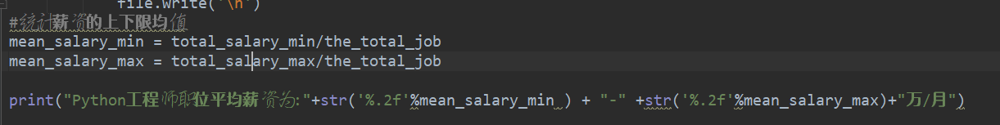 file.write('\n')
#统计薪资的上下限均值
mean_salary_min = total_salary_min/the_total_job
mean_salary_max = total_salary_max/the_total_job
print("Python工程师职位平均薪资为:"+str('%.2f'%mean_salary_min ) + "-" +str('%.2f'%mean_salary_max)+"万/月")